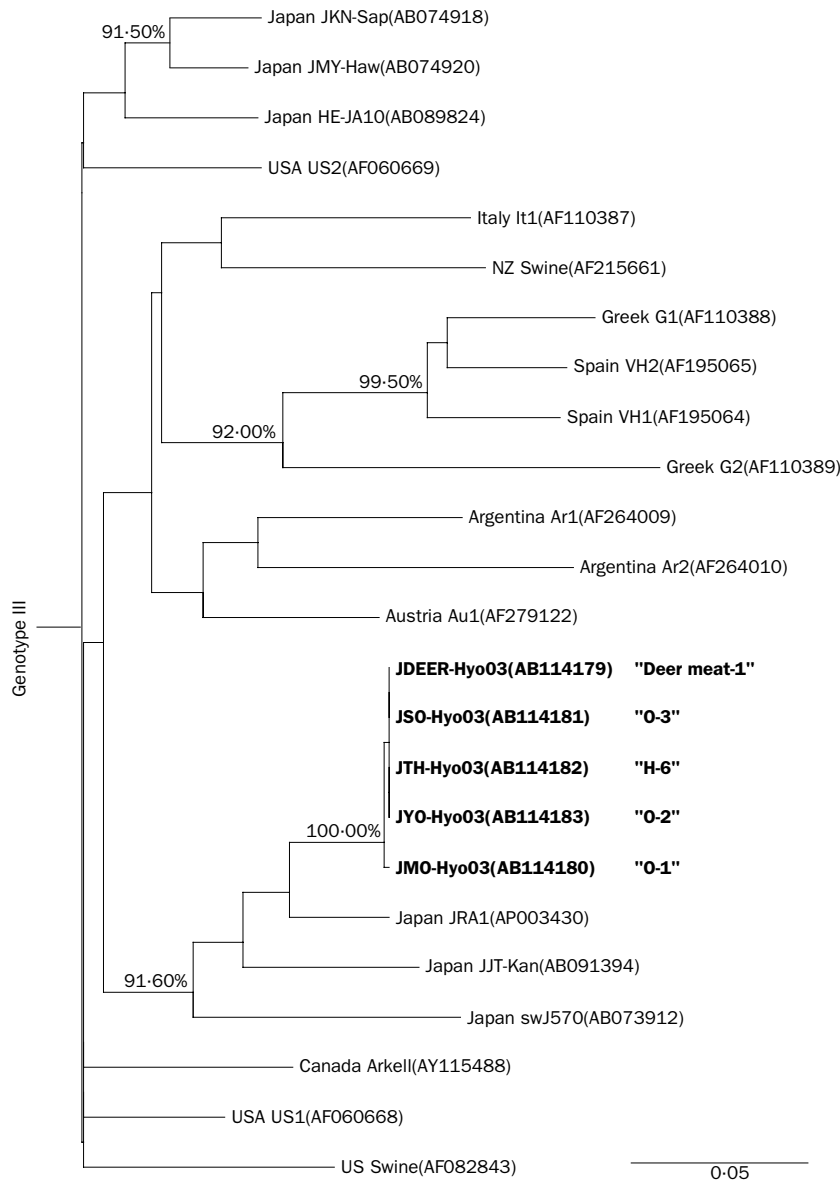 Japan JKN-Sap(AB074918)
91·50%
Japan JMY-Haw(AB074920)
Japan HE-JA10(AB089824)
USA US2(AF060669)
Italy It1(AF110387)
NZ Swine(AF215661)
Greek G1(AF110388)
Spain VH2(AF195065)
99·50%
Spain VH1(AF195064)
92·00%
Greek G2(AF110389)
Argentina Ar1(AF264009)
Argentina Ar2(AF264010)
Austria Au1(AF279122)
Genotype III
JDEER-Hyo03(AB114179) "Deer meat-1"
JSO-Hyo03(AB114181) "O-3"
JTH-Hyo03(AB114182) "H-6"
JYO-Hyo03(AB114183) "O-2"
100·00%
JMO-Hyo03(AB114180) "O-1"
Japan JRA1(AP003430)
Japan JJT-Kan(AB091394)
91·60%
Japan swJ570(AB073912)
Canada Arkell(AY115488)
USA US1(AF060668)
US Swine(AF082843)
0·05